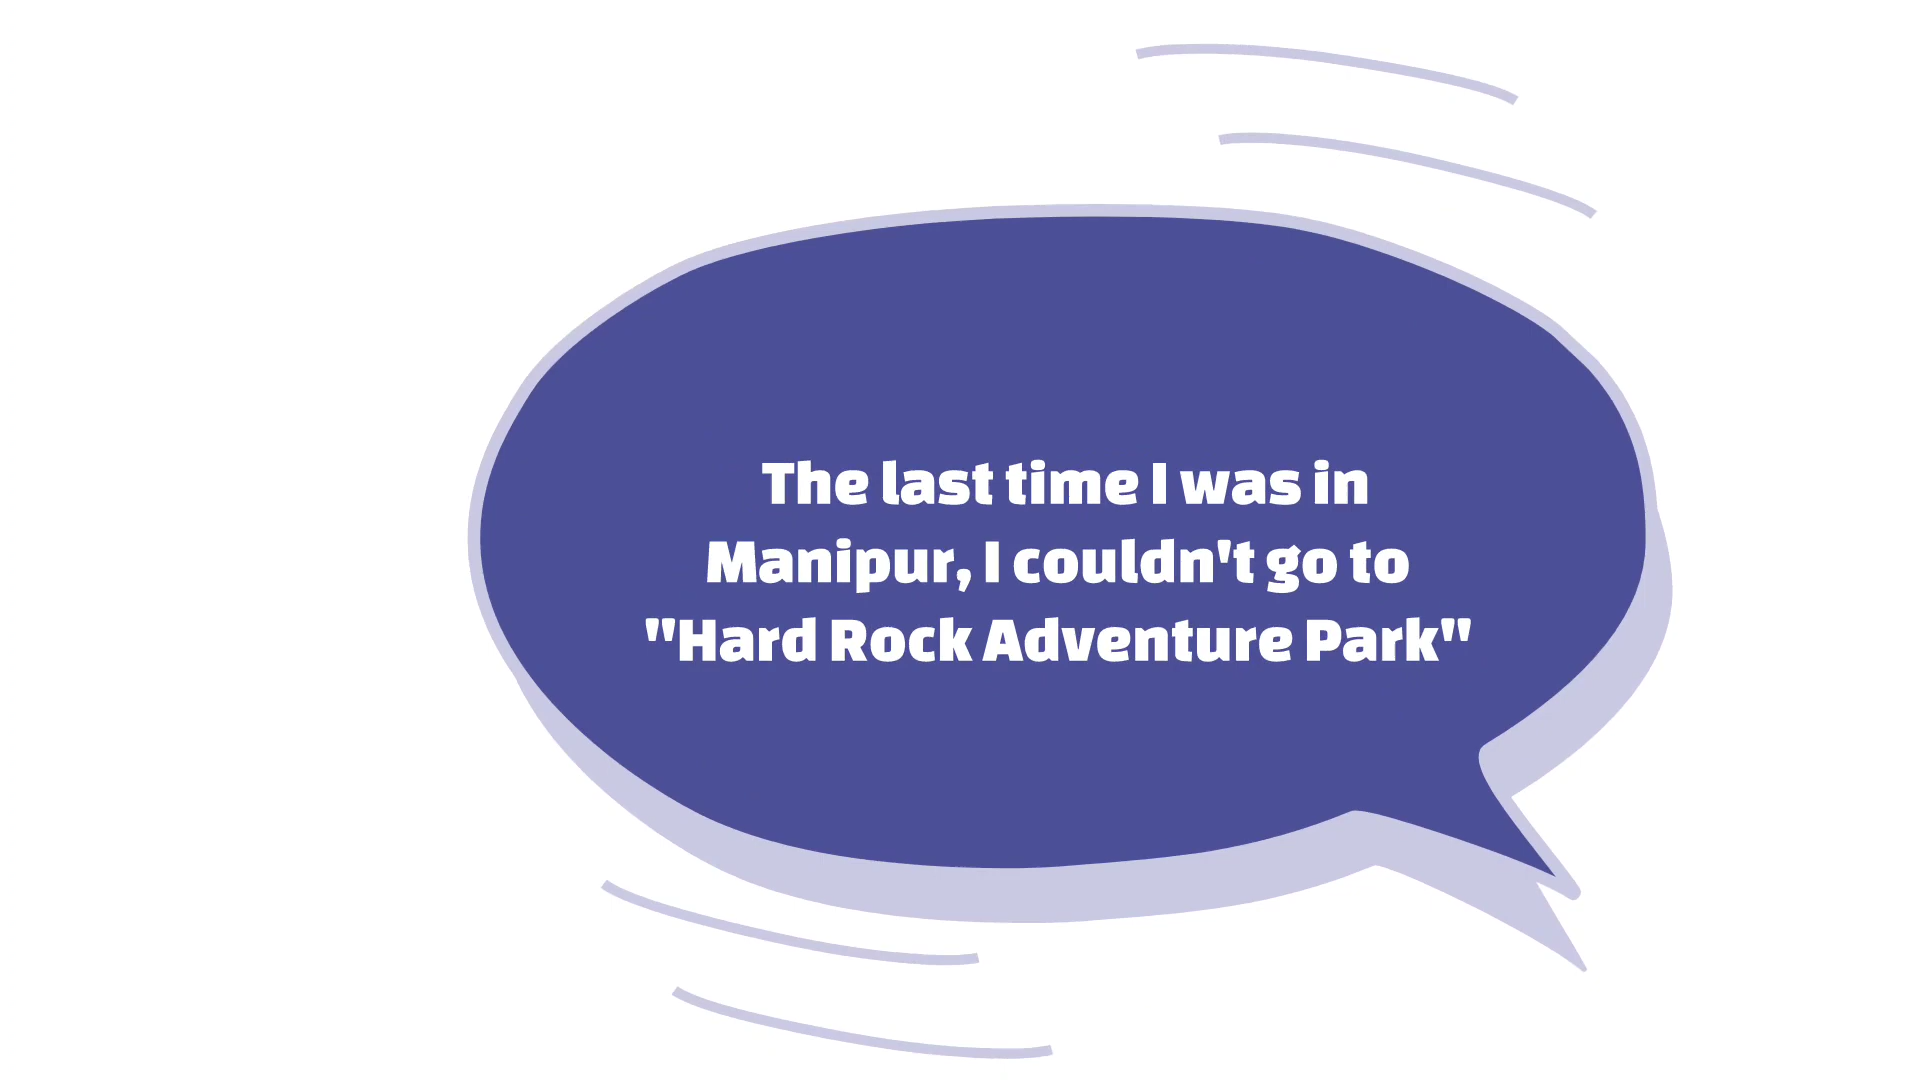 The last time I was in
Manipur, I couldn't go to
"Hard Rock Adventure Park"